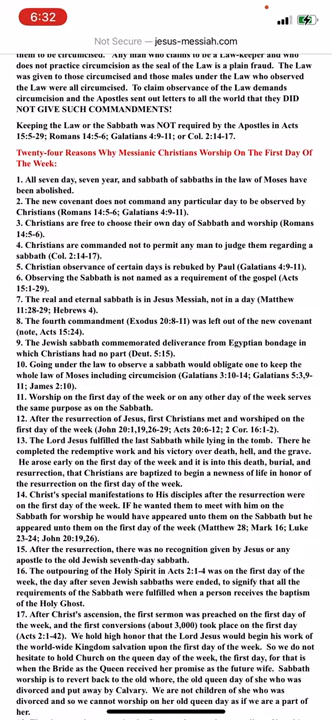 6:32
Not Secure — jesus-messiah.com
them to be circumcised. Any man who claims to be a Law-keeper and who
does not practice circumcision as the seal of the Law is a plain fraud. The Law
was given to those circumcised and those males under the Law who observed
the Law were all circumcised. To claim observance of the Law demands
circumcision and the Apostles sent out letters to all the world that they DID
NOT GIVE SUCH COMMANDMENTS!
Keeping the Law or the Sabbath was NOT required by the Apostles in Acts
15:5-29; Romans 14:5-6; Galatians 4:9-11; or Col. 2:14-17.
Twenty-four Reasons Why Messianic Christians Worship On The First Day Of
The Week:
1. All seven day, seven year, and sabbath of sabbaths in the law of Moses have
been abolished.
2. The new covenant does not command any particular day to be observed by
Christians (Romans 14:5-6; Galatians 4:9-11).
3. Christians are free to choose their own day of Sabbath and worship (Romans
14:5-6).
4. Christians are commanded not to permit any man to judge them regarding a
sabbath (Col. 2:14-17).
5. Christian observance of certain days is rebuked by Paul (Galatians 4:9-11).
6. Observing the Sabbath is not named as a requirement of the gospel (Acts
15:1-29).
7. The real and eternal sabbath is in Jesus Messiah, not in a day (Matthew
11:28-29; Hebrews 4).
8. The fourth commandment (Exodus 20:8-11) was left out of the new covenant
(note, Acts 15:24).
9. The Jewish sabbath commemorated deliverance from Egyptian bondage in
which Christians had no part (Deut. 5:15).
10. Going under the law to observe a sabbath would obligate one to keep the
whole law of Moses including circumcision (Galatians 3:10-14; Galatians 5:3,9-
11; James 2:10).
11. Worship on the first day of the week or on any other day of the week serves
the same purpose as on the Sabbath.
12. After the resurrection of Jesus, first Christians met and worshiped on the
first day of the week (John 20:1,19,26-29; Acts 20:6-12; 2 Cor. 16:1-2).
13. The Lord Jesus fulfilled the last Sabbath while lying in the tomb. There he
completed the redemptive work and his victory over death, hell, and the grave.
He arose early on the first day of the week and it is into this death, burial, and
resurrection, that Christians are baptized to begin a newness of life in honor of
the resurrection on the first day of the week.
14. Christ's special manifestations to His disciples after the resurrection were
on the first day of the week. IF he wanted them to meet with him on the
Sabbath for worship he would have appeared unto them on the Sabbath but he
appeared unto them on the first day of the week (Matthew 28; Mark 16; Luke
23-24; John 20:19,26).
15. After the resurrection, there was no recognition given by Jesus or any
apostle to the old Jewish seventh-day sabbath.
16. The outpouring of the Holy Spirit in Acts 2:1-4 was on the first day of the
week, the day after seven Jewish sabbaths were ended, to signify that all the
requirements of the Sabbath were fulfilled when a person receives the baptism
of the Holy Ghost.
17. After Christ's ascension, the first sermon was preached on the first day of
the week, and the first conversions (about 3,000) took place on the first day
(Acts 2:1-42). We hold high honor that the Lord Jesus would begin his work of
the world-wide Kingdom salvation upon the first day of the week. So we do not
hesitate to hold Church on the queen day of the week, the first day, for that is
when the Bride as the Queen received her promise as the future wife. Sabbath
worship is to revert back to the old whore, the old queen day of she who was
divorced and put away by Calvary. We are not children of she who was
divorced and so we cannot worship on her old queen day as if we are a part of
her.